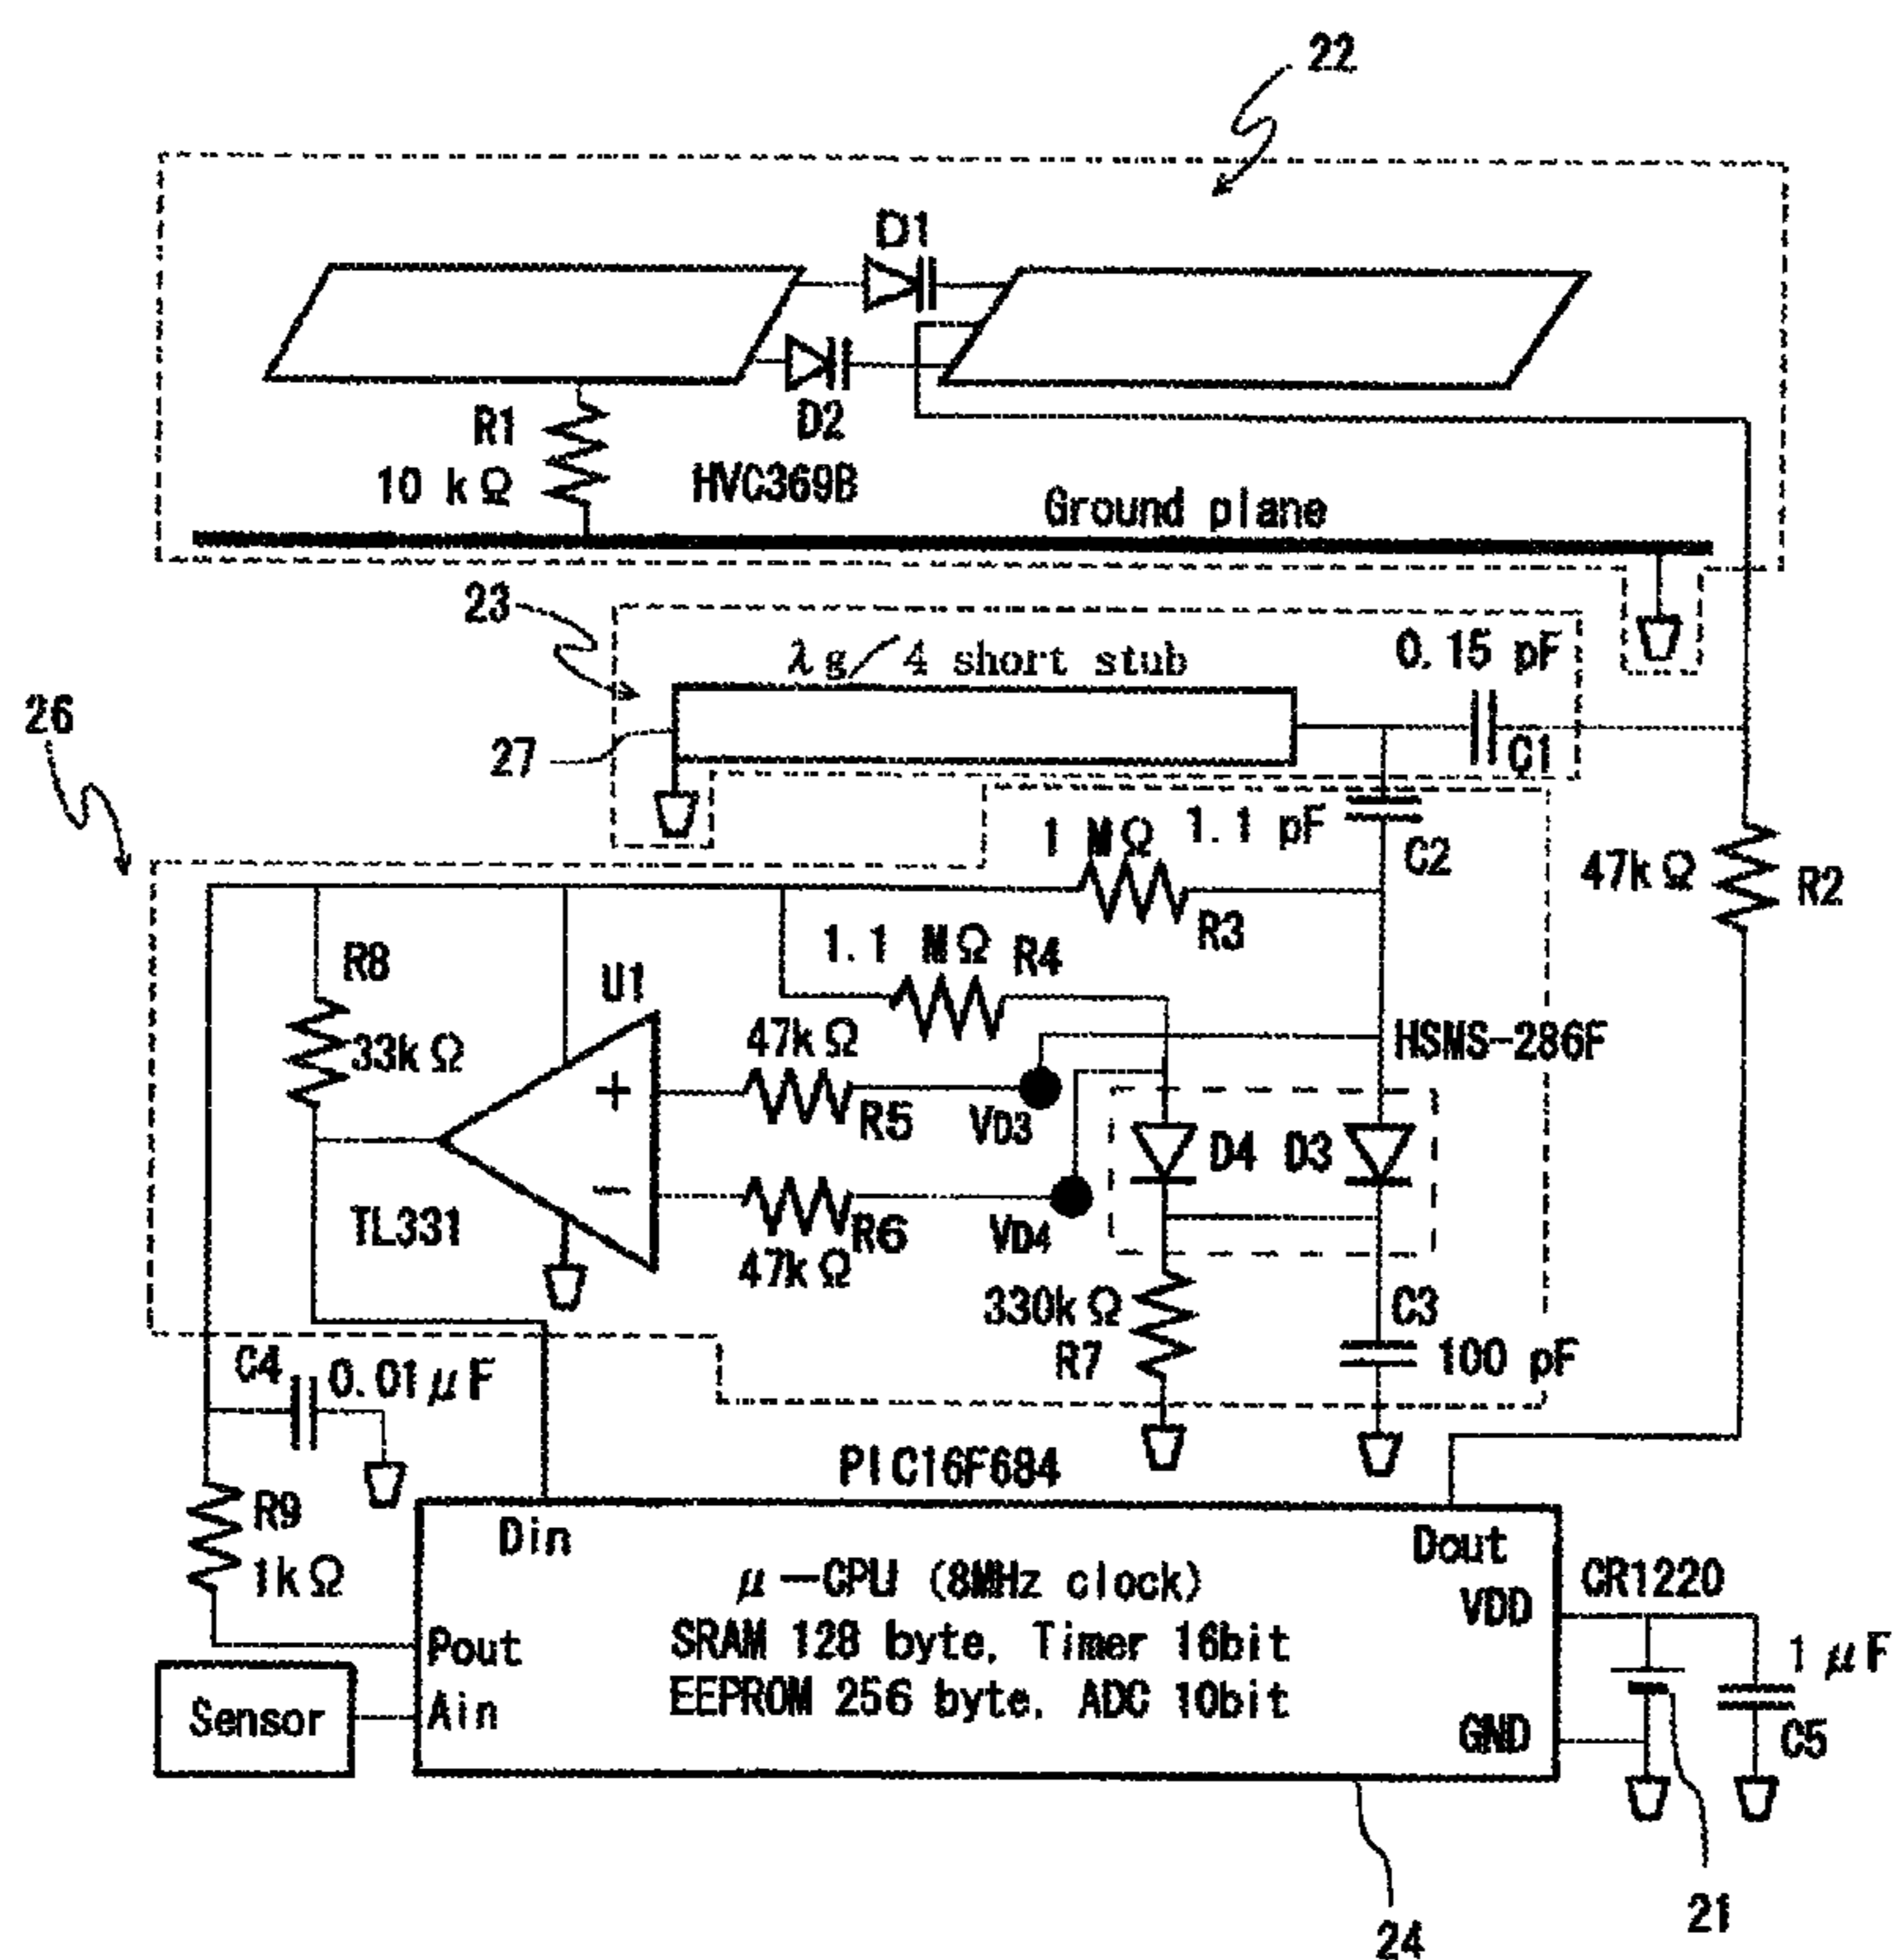 22
D1
D2
R1
10 kΩ
HVC369B
Ground plane
23
λg/4 short stub
0.15 pF
26
27
C1
1.1 pF
1 MΩ
C2
47kΩ
R2
R3
R8
1.1 MΩ
R4
U1
33kΩ
47kΩ
HSMS-286F
+
R5
VD3
D4
D3
−
TL331
R6
VD4
47kΩ
330kΩ
C3
R7
100 pF
C4
0.01μF
PIC16F684
R9
1kΩ
Din
Dout
μ-CPU (8MHz clock)
CR1220
VDD
Pout
SRAM 128 byte, Timer 16bit
1 μF
Sensor
Ain
EEPROM 256 byte, ADC 10bit
GND
C5
21
24